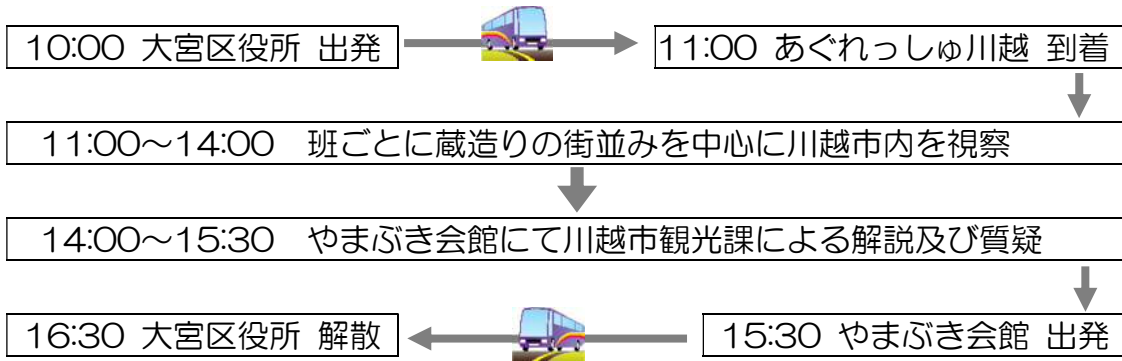 10:00 大宮区役所 出発
11:00 あぐれっしゅ川越 到着
11:00～14:00 班ごとに蔵造りの街並みを中心に川越市内を視察
14:00～15:30 やまぶき会館にて川越市観光課による解説及び質疑
16:30 大宮区役所 解散
15:30 やまぶき会館 出発